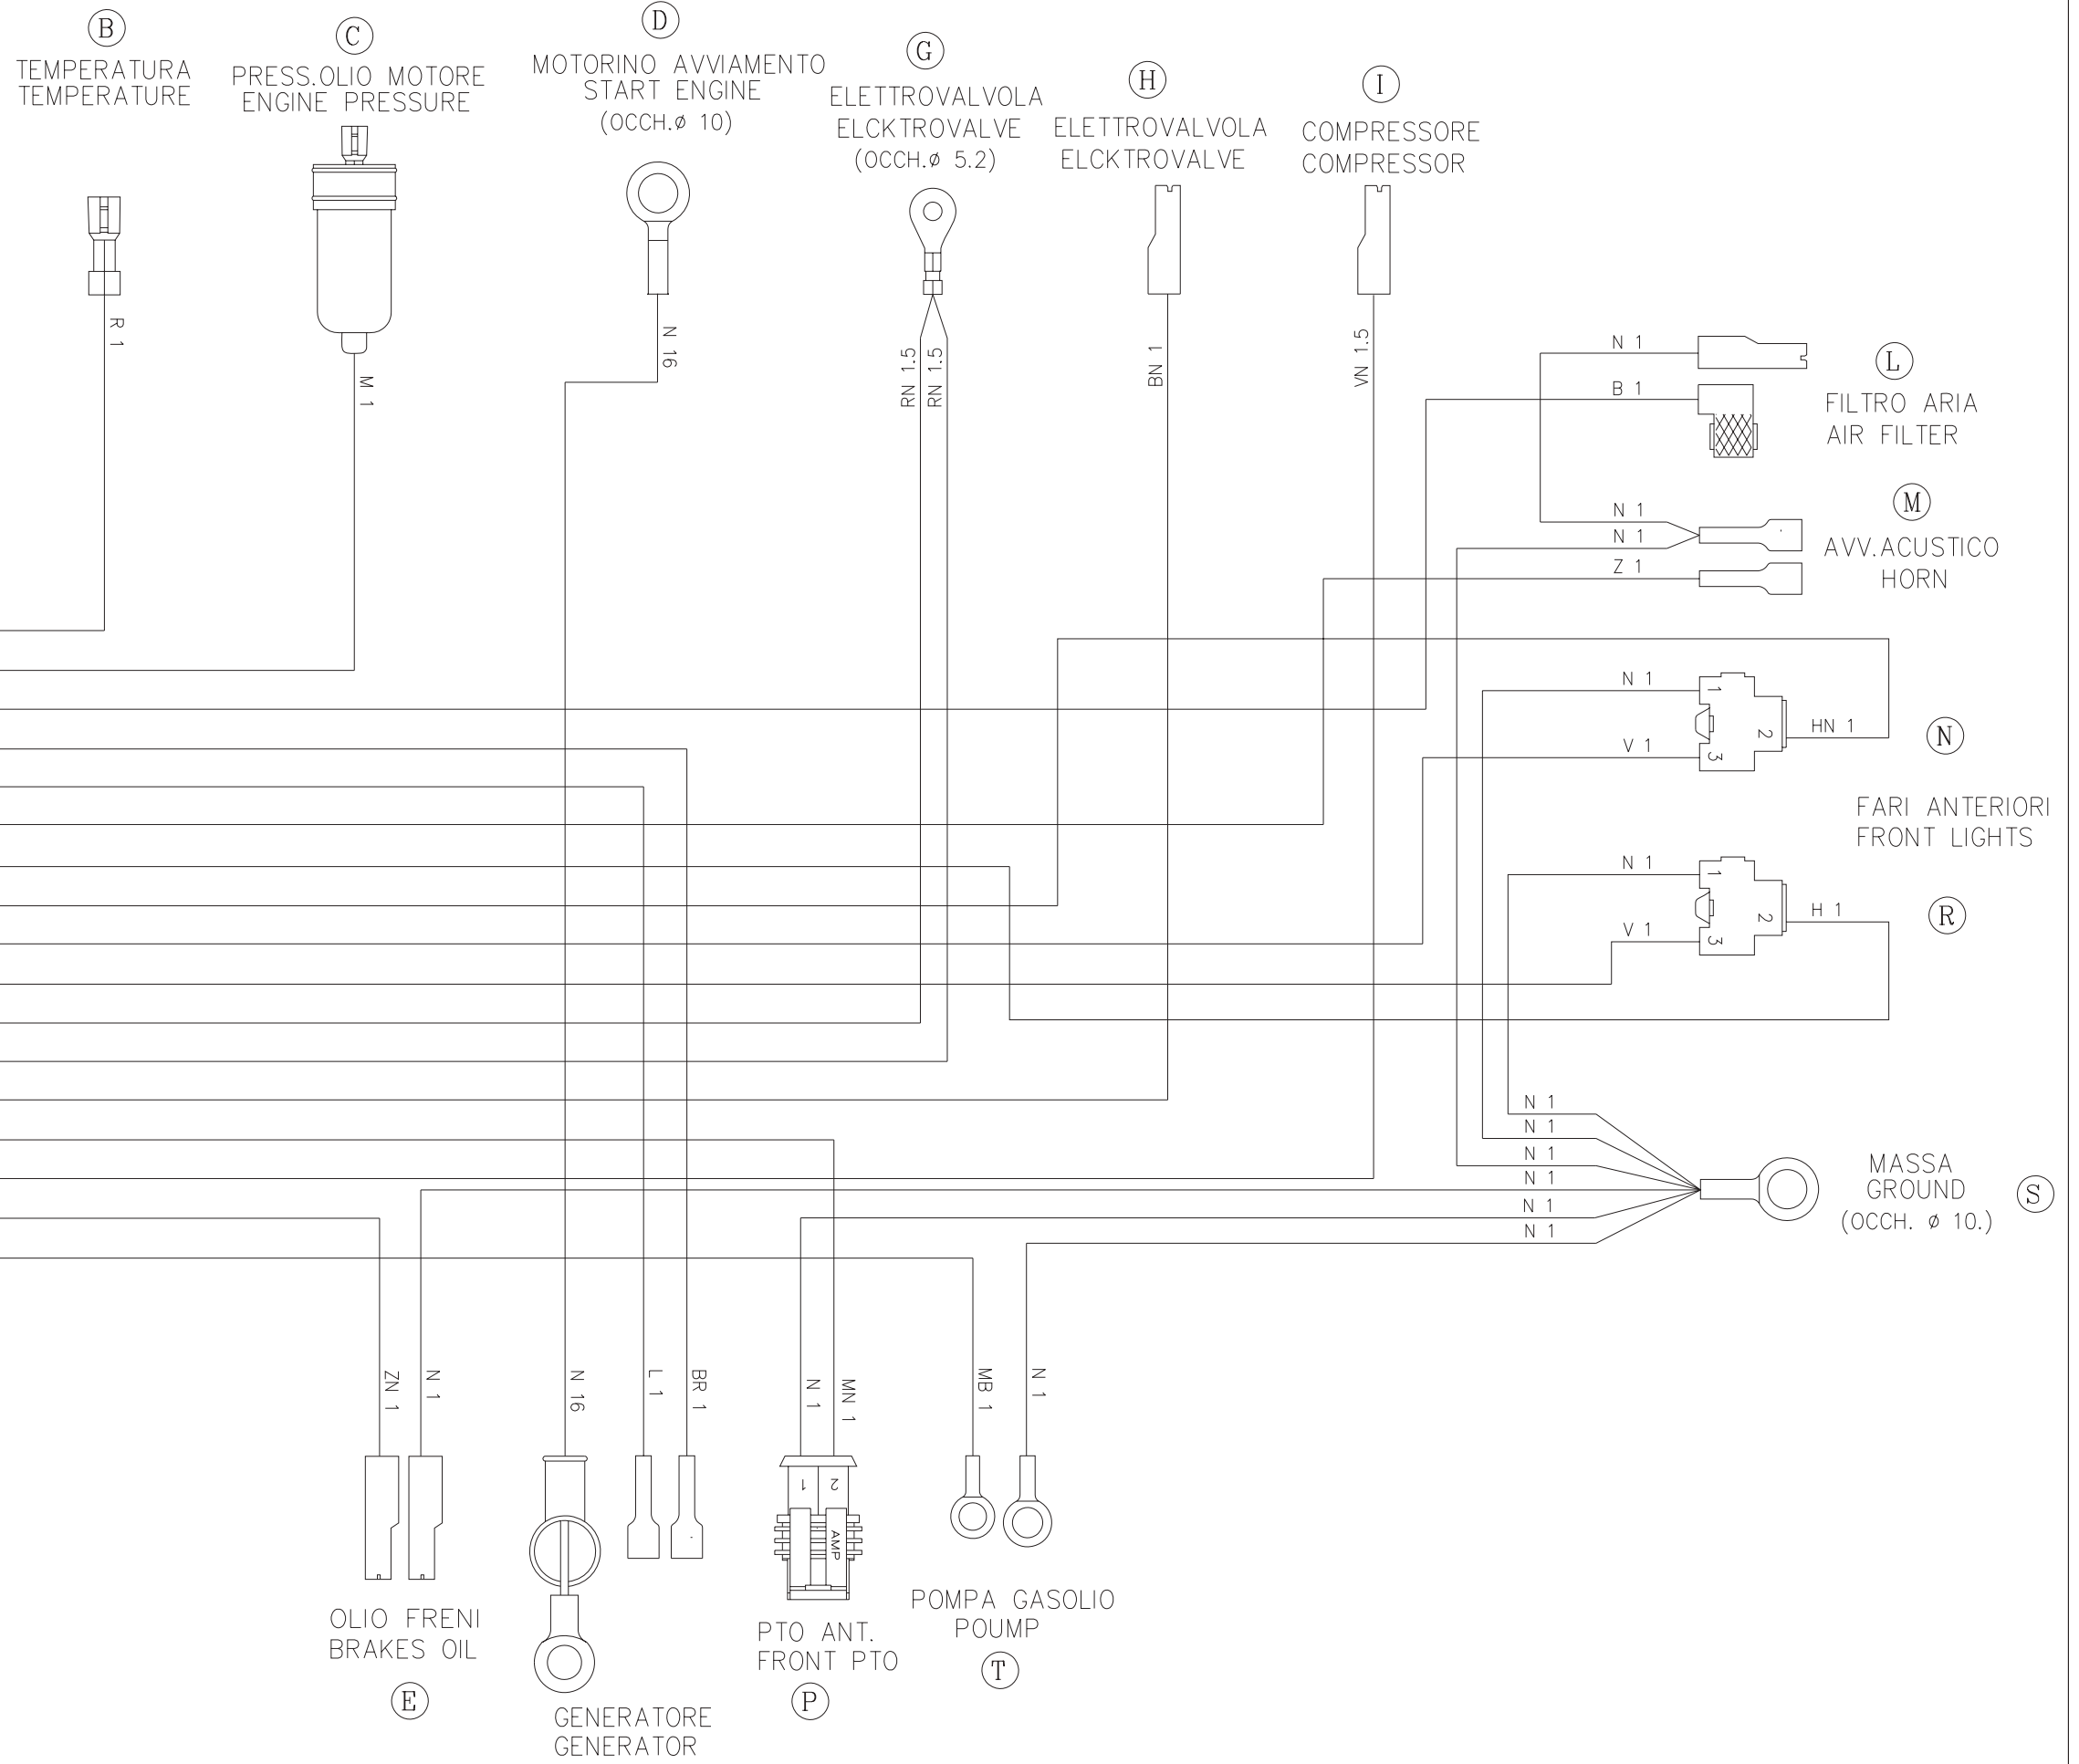 B
TEMPERATURA
TEMPERATURE
C
PRESS.OLIO MOTORE
ENGINE PRESSURE
D
MOTORINO AVVIAMENTO
START ENGINE
(OCCH.ø 10)
G
ELETTROVALVOLA
ELCKTROVALVE
(OCCH.ø 5.2)
H
ELETTROVALVOLA
ELCKTROVALVE
I
COMPRESSORE
COMPRESSOR
R 1
M 1
N 16
RN 1.5
RN 1.5
BN 1
VN 1.5
N 1
B 1
L
FILTRO ARIA
AIR FILTER
N 1
N 1
Z 1
M
AVV.ACUSTICO
HORN
N 1
V 1
1
2
3
HN 1
N
FARI ANTERIORI
FRONT LIGHTS
N 1
V 1
1
2
3
H 1
R
N 1
N 1
N 1
N 1
N 1
N 1
MASSA
GROUND
(OCCH. ø 10.)
S
ZN 1
N 1
N 16
L 1
BR 1
N 1
MN 1
MB 1
N 1
1
2
AMP
OLIO FRENI
BRAKES OIL
E
GENERATORE
GENERATOR
PTO ANT.
FRONT PTO
P
POMPA GASOLIO
POUMP
T